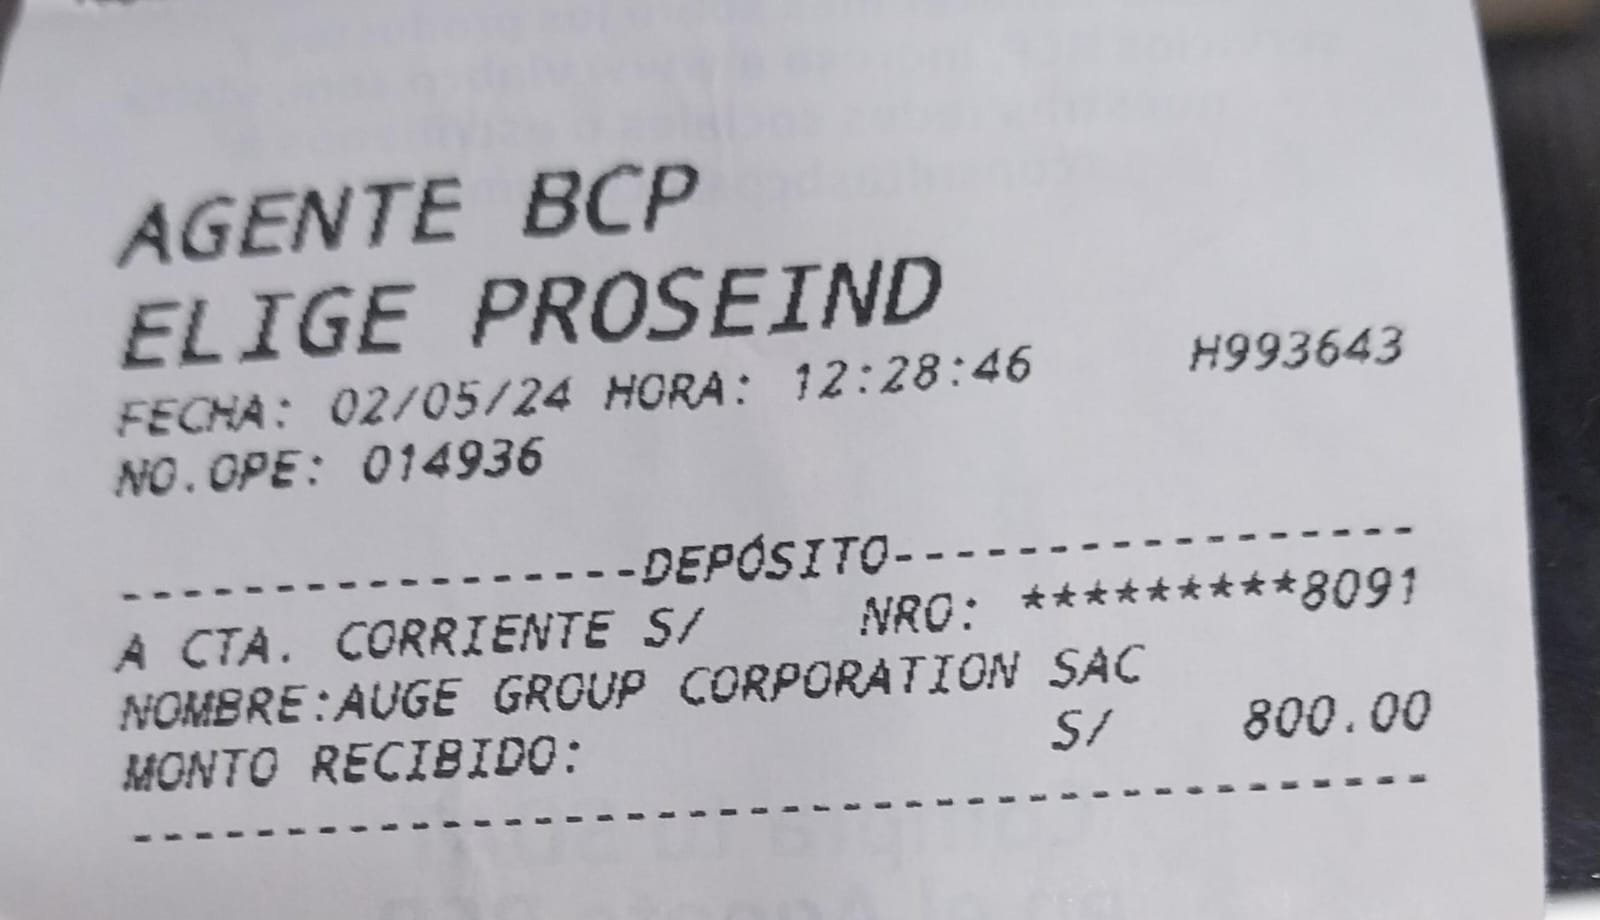 AGENTE BCP
ELIGE PROSEIND
FECHA: 02/05/24 HORA: 12:28:46 H993643
NO.OPE: 014936
-----------------DEPÓSITO-----------------
A CTA. CORRIENTE S/ NRO: *********8091
NOMBRE:AUGE GROUP CORPORATION SAC
MONTO RECIBIDO: S/ 800.00